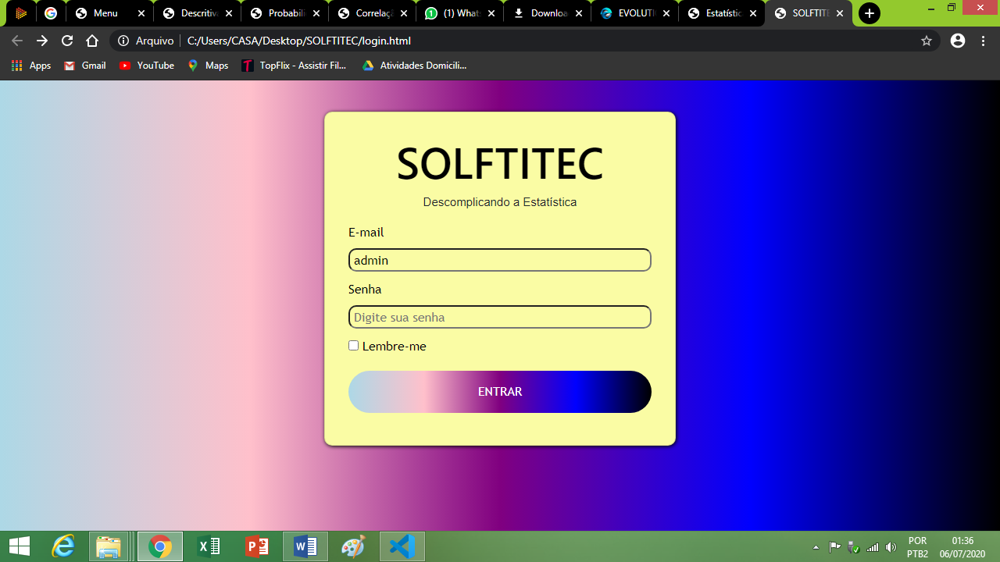 Menu
Descritiv
Probabili
Correlaçã
(1) Whats
Downloa
EVOLUTI
Estatístic
SOLFTITE
Arquivo
C:/Users/CASA/Desktop/SOLFTITEC/login.html
Apps
Gmail
YouTube
Maps
TopFlix - Assistir Fil...
Atividades Domicili...
SOLFTITEC
Descomplicando a Estatística
E-mail
admin
Senha
Digite sua senha
Lembre-me
ENTRAR
POR
PTB2
01:36
06/07/2020